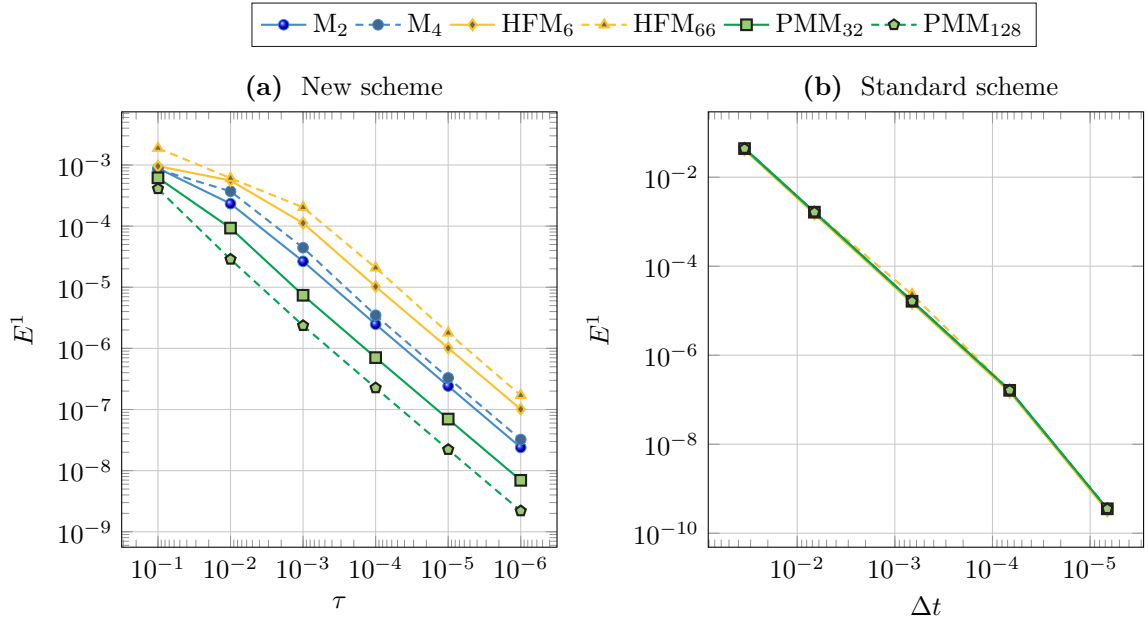 M₂ M₄ HFM₆ HFM₆₆ PMM₃₂ PMM₁₂₈
(a) New scheme
10⁻³
10⁻⁴
10⁻⁵
10⁻⁶
10⁻⁷
10⁻⁸
10⁻⁹
E¹
10⁻¹ 10⁻² 10⁻³ 10⁻⁴ 10⁻⁵ 10⁻⁶
τ
(b) Standard scheme
10⁻²
10⁻⁴
10⁻⁶
10⁻⁸
10⁻¹⁰
E¹
10⁻² 10⁻³ 10⁻⁴ 10⁻⁵
Δt